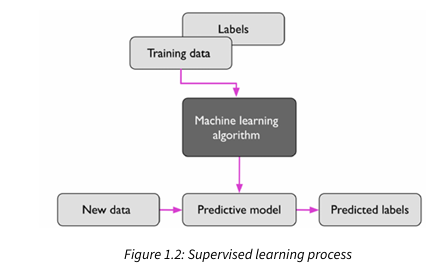 Labels
Training data
Machine learning
algorithm
New data
Predictive model
Predicted labels
Figure 1.2: Supervised learning process